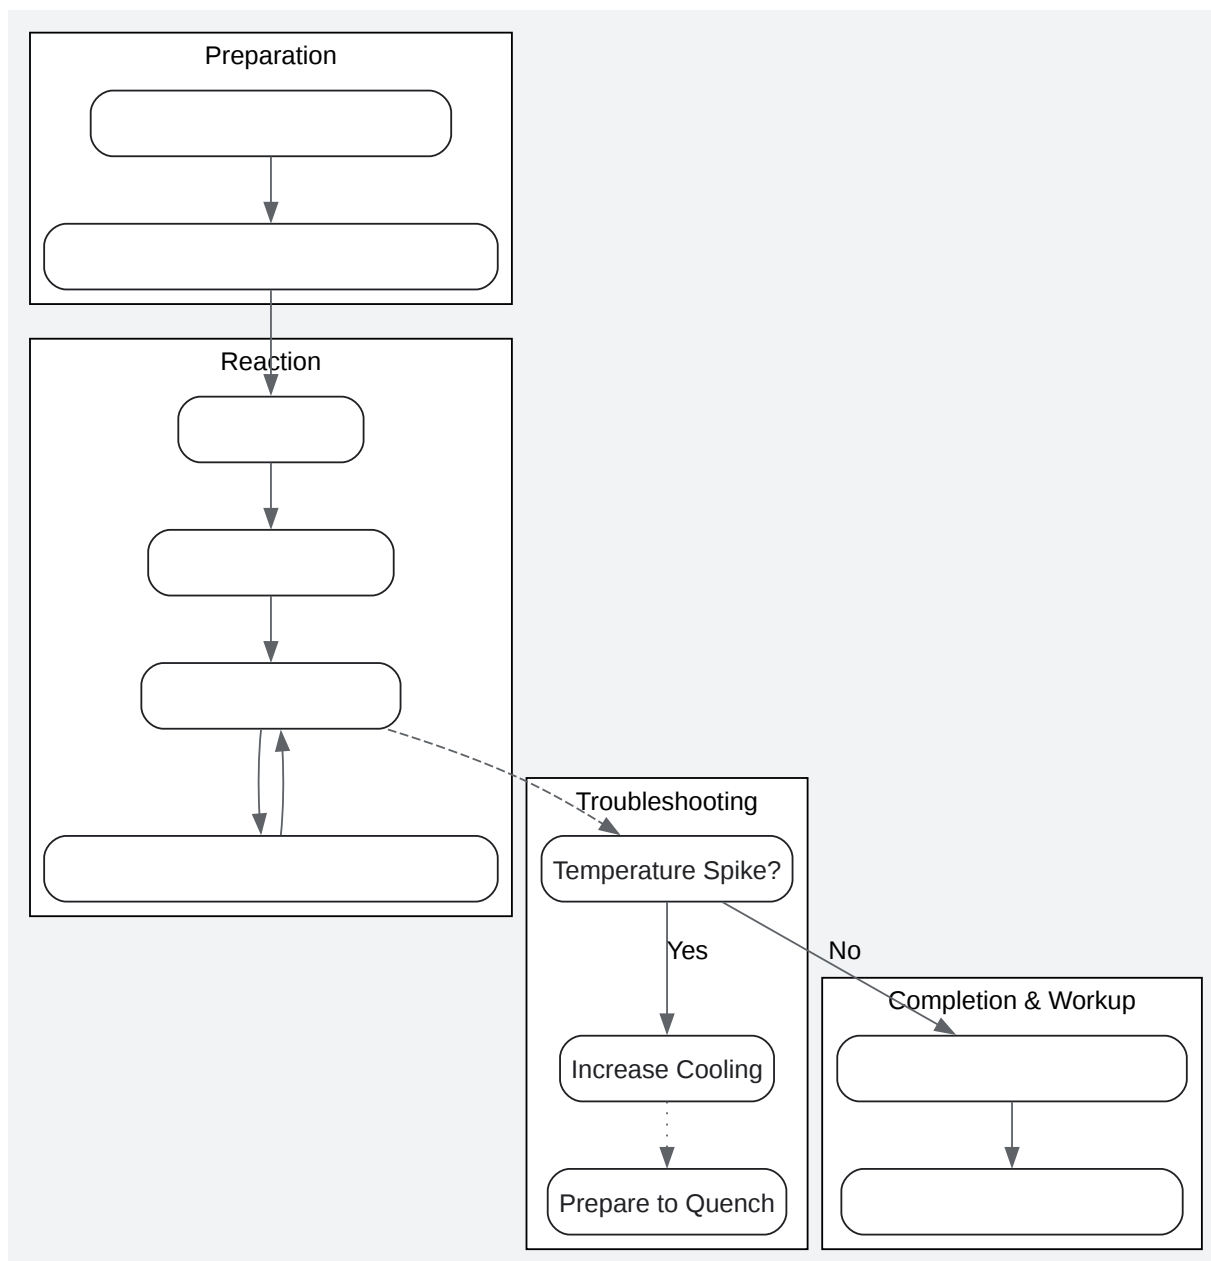 Preparation
Reaction
Troubleshooting
Temperature Spike?
Yes
No
Completion & Workup
Increase Cooling
Prepare to Quench